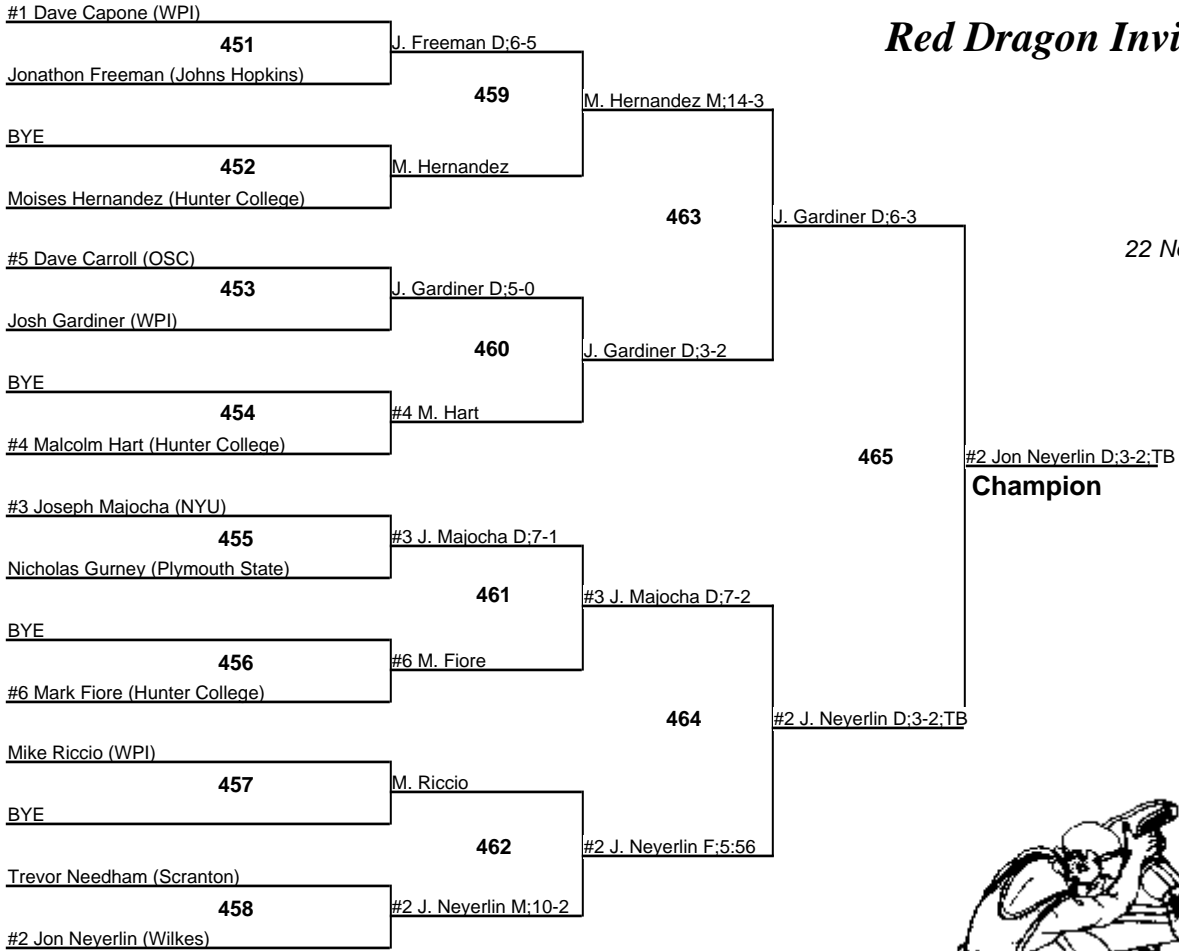 #1 Dave Capone (WPI)
Red Dragon Invi
451
J. Freeman D;6-5
Jonathon Freeman (Johns Hopkins)
459
M. Hernandez M;14-3
BYE
452
M. Hernandez
Moises Hernandez (Hunter College)
463
J. Gardiner D;6-3
22 No
#5 Dave Carroll (OSC)
453
J. Gardiner D;5-0
Josh Gardiner (WPI)
460
J. Gardiner D;3-2
BYE
454
#4 M. Hart
#4 Malcolm Hart (Hunter College)
465
#2 Jon Neyerlin D;3-2;TB
Champion
#3 Joseph Majocha (NYU)
455
#3 J. Majocha D;7-1
Nicholas Gurney (Plymouth State)
461
#3 J. Majocha D;7-2
BYE
456
#6 M. Fiore
#6 Mark Fiore (Hunter College)
464
#2 J. Neyerlin D;3-2;TB
Mike Riccio (WPI)
457
M. Riccio
BYE
462
#2 J. Neyerlin F;5:56
Trevor Needham (Scranton)
458
#2 J. Neyerlin M;10-2
#2 Jon Neyerlin (Wilkes)